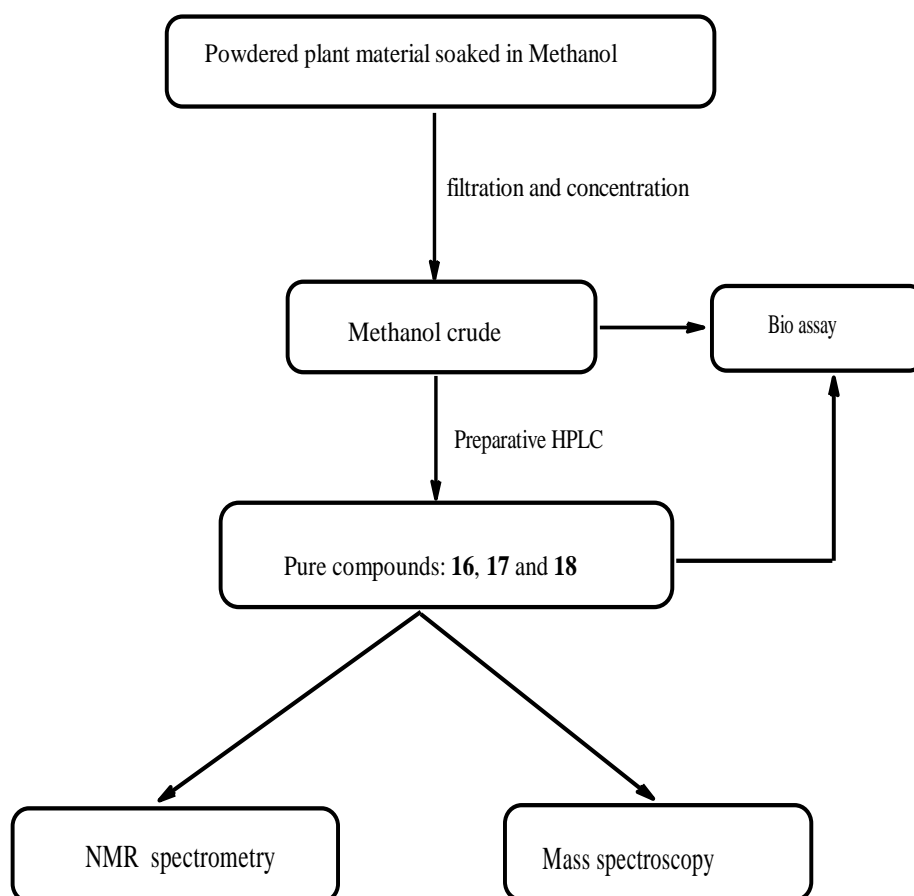 Powdered plant material soaked in Methanol
filtration and concentration
Methanol crude
Bio assay
Preparative HPLC
Pure compounds: 16, 17 and 18
NMR spectrometry
Mass spectroscopy